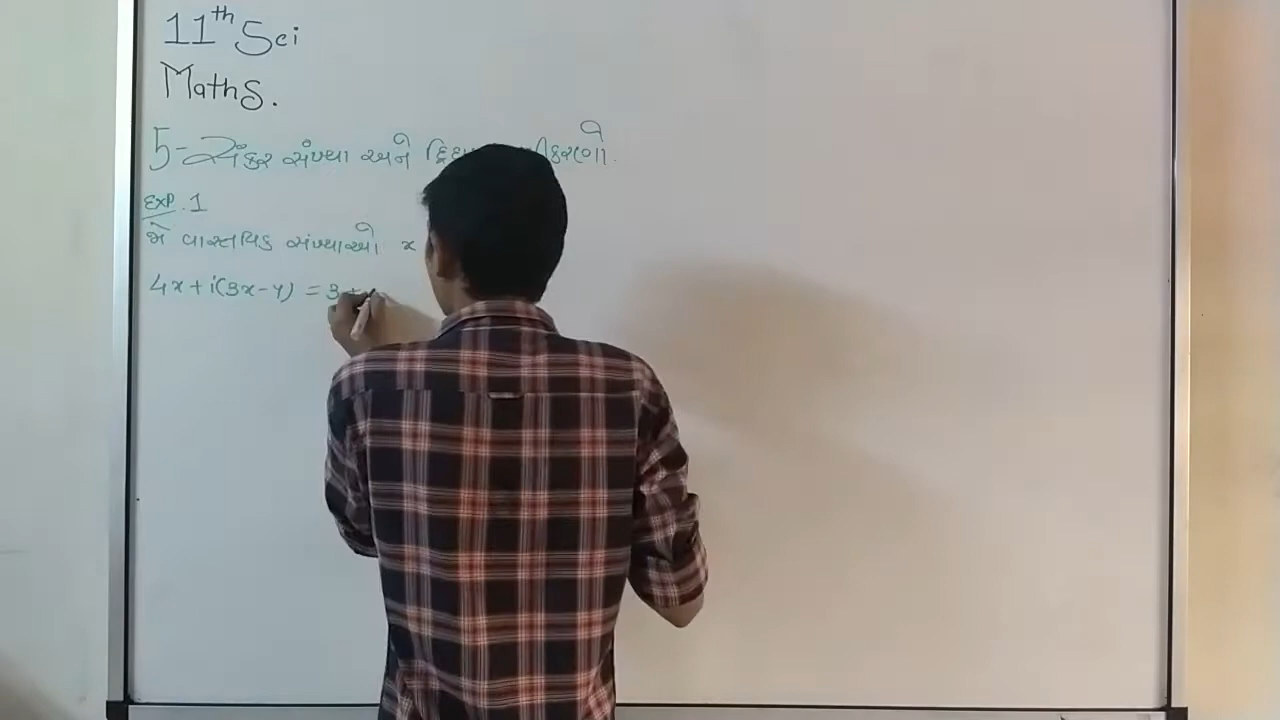 11th Sci
Maths.
5- સંકર સંખ્યા અને
Exp. 1
જે વાસ્તવિક સંખ્યાઓ x
4x + i(3x-y) = 3 +